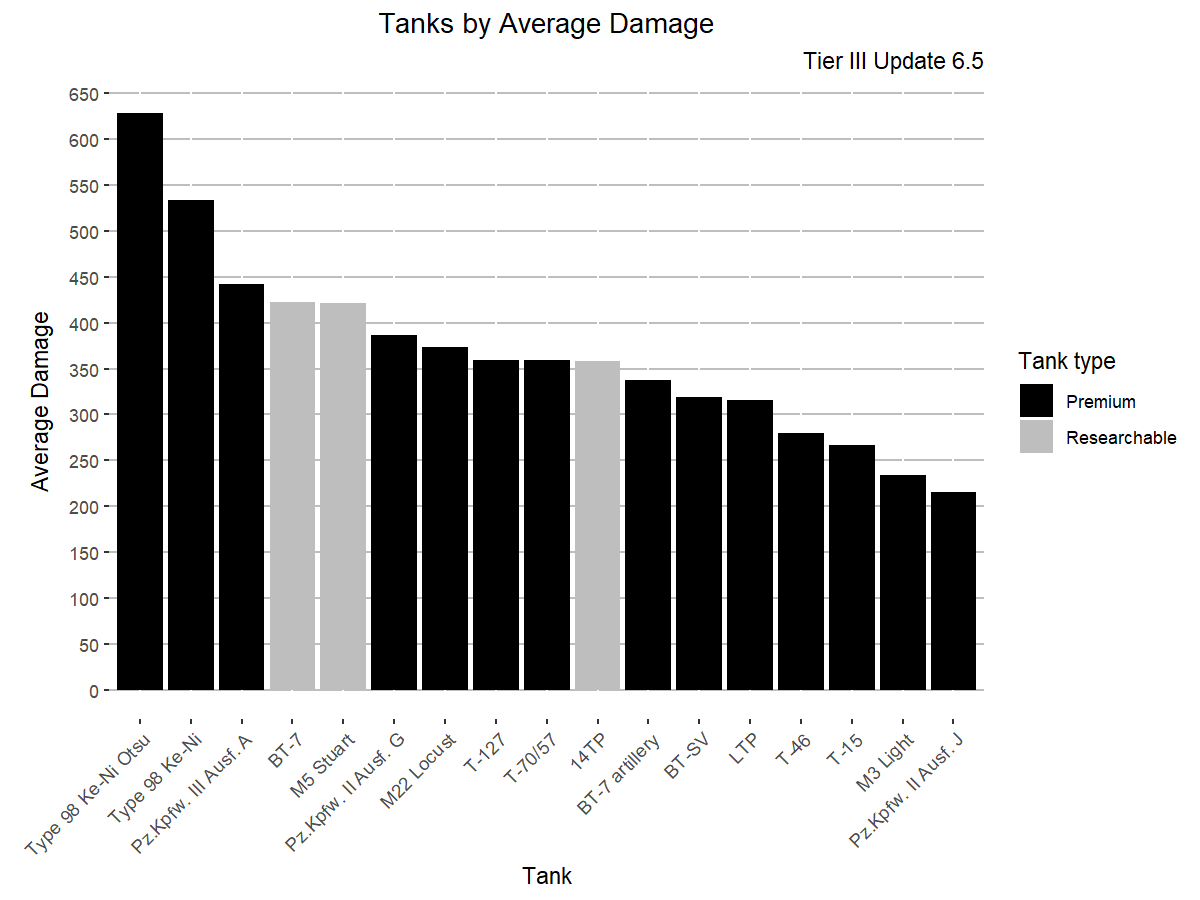 Tanks by Average Damage
Tier III Update 6.5
Average Damage
650
600
550
500
450
400
350
300
250
200
150
100
50
0
Type 98 Ke-Ni Otsu
Type 98 Ke-Ni
Pz.Kpfw. III Ausf. A
BT-7
M5 Stuart
Pz.Kpfw. II Ausf. G
M22 Locust
T-127
T-70/57
14TP
BT-7 artillery
BT-SV
LTP
T-46
T-15
M3 Light
Pz.Kpfw. II Ausf. J
Tank
Tank type
Premium
Researchable